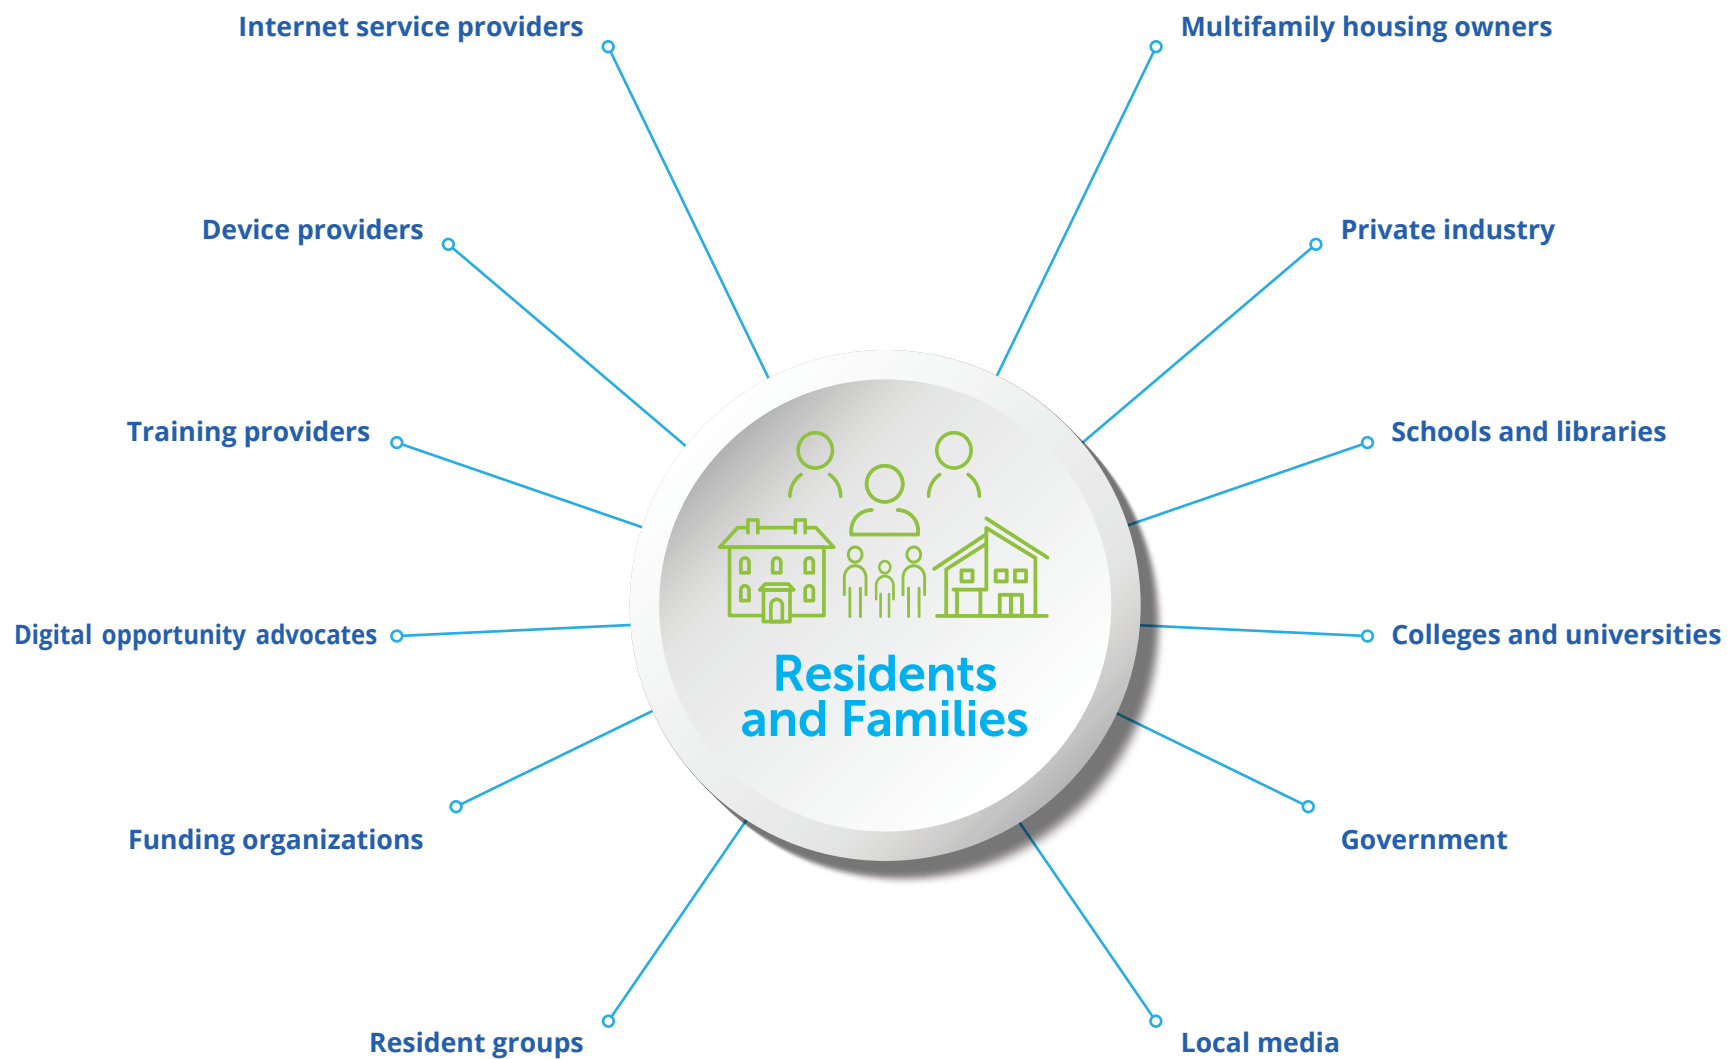 Internet service providers
Multifamily housing owners
Device providers
Private industry
Training providers
Schools and libraries
Digital opportunity advocates
Colleges and universities
Residents
and Families
Funding organizations
Government
Resident groups
Local media